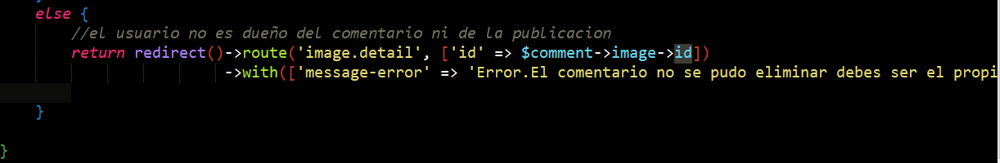 }
else {
//el usuario no es dueño del comentario ni de la publicacion
return redirect()->route('image.detail', ['id' => $comment->image->id])
->with(['message-error' => 'Error.El comentario no se pudo eliminar debes ser el propi
}
}